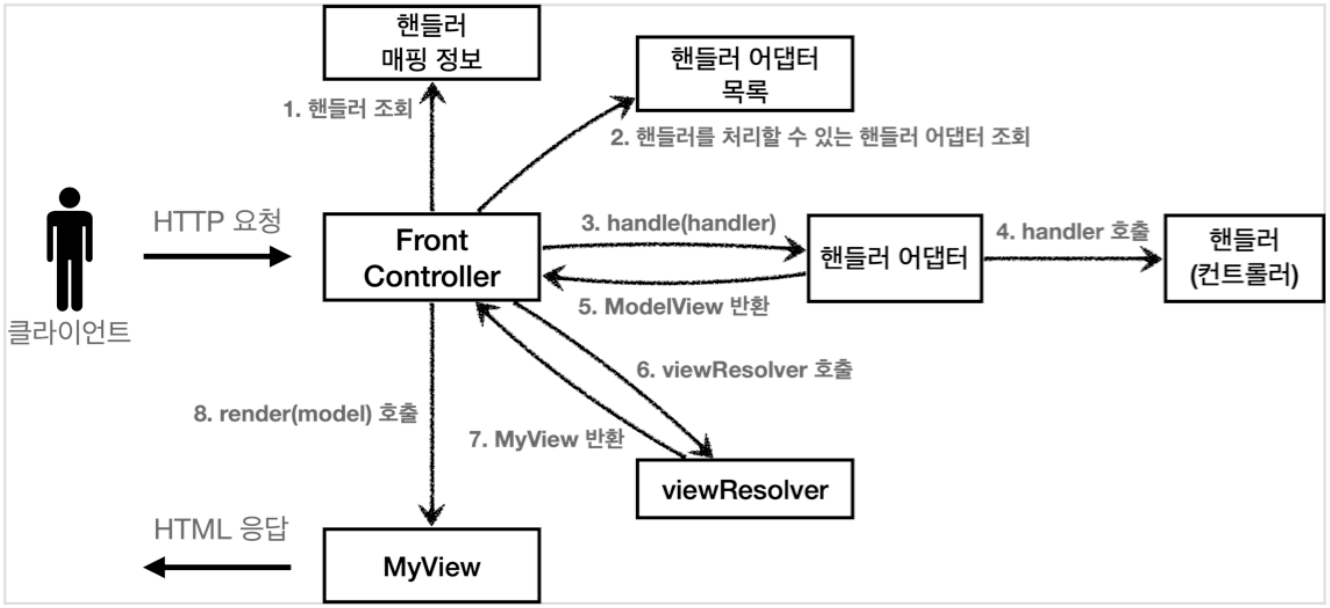 핸들러
매핑 정보
핸들러 어댑터
목록
1. 핸들러 조회
2. 핸들러를 처리할 수 있는 핸들러 어댑터 조회
클라이언트
HTTP 요청
Front
Controller
3. handle(handler)
핸들러 어댑터
4. handler 호출
핸들러
(컨트롤러)
5. ModelView 반환
6. viewResolver 호출
8. render(model) 호출
7. MyView 반환
viewResolver
HTML 응답
MyView